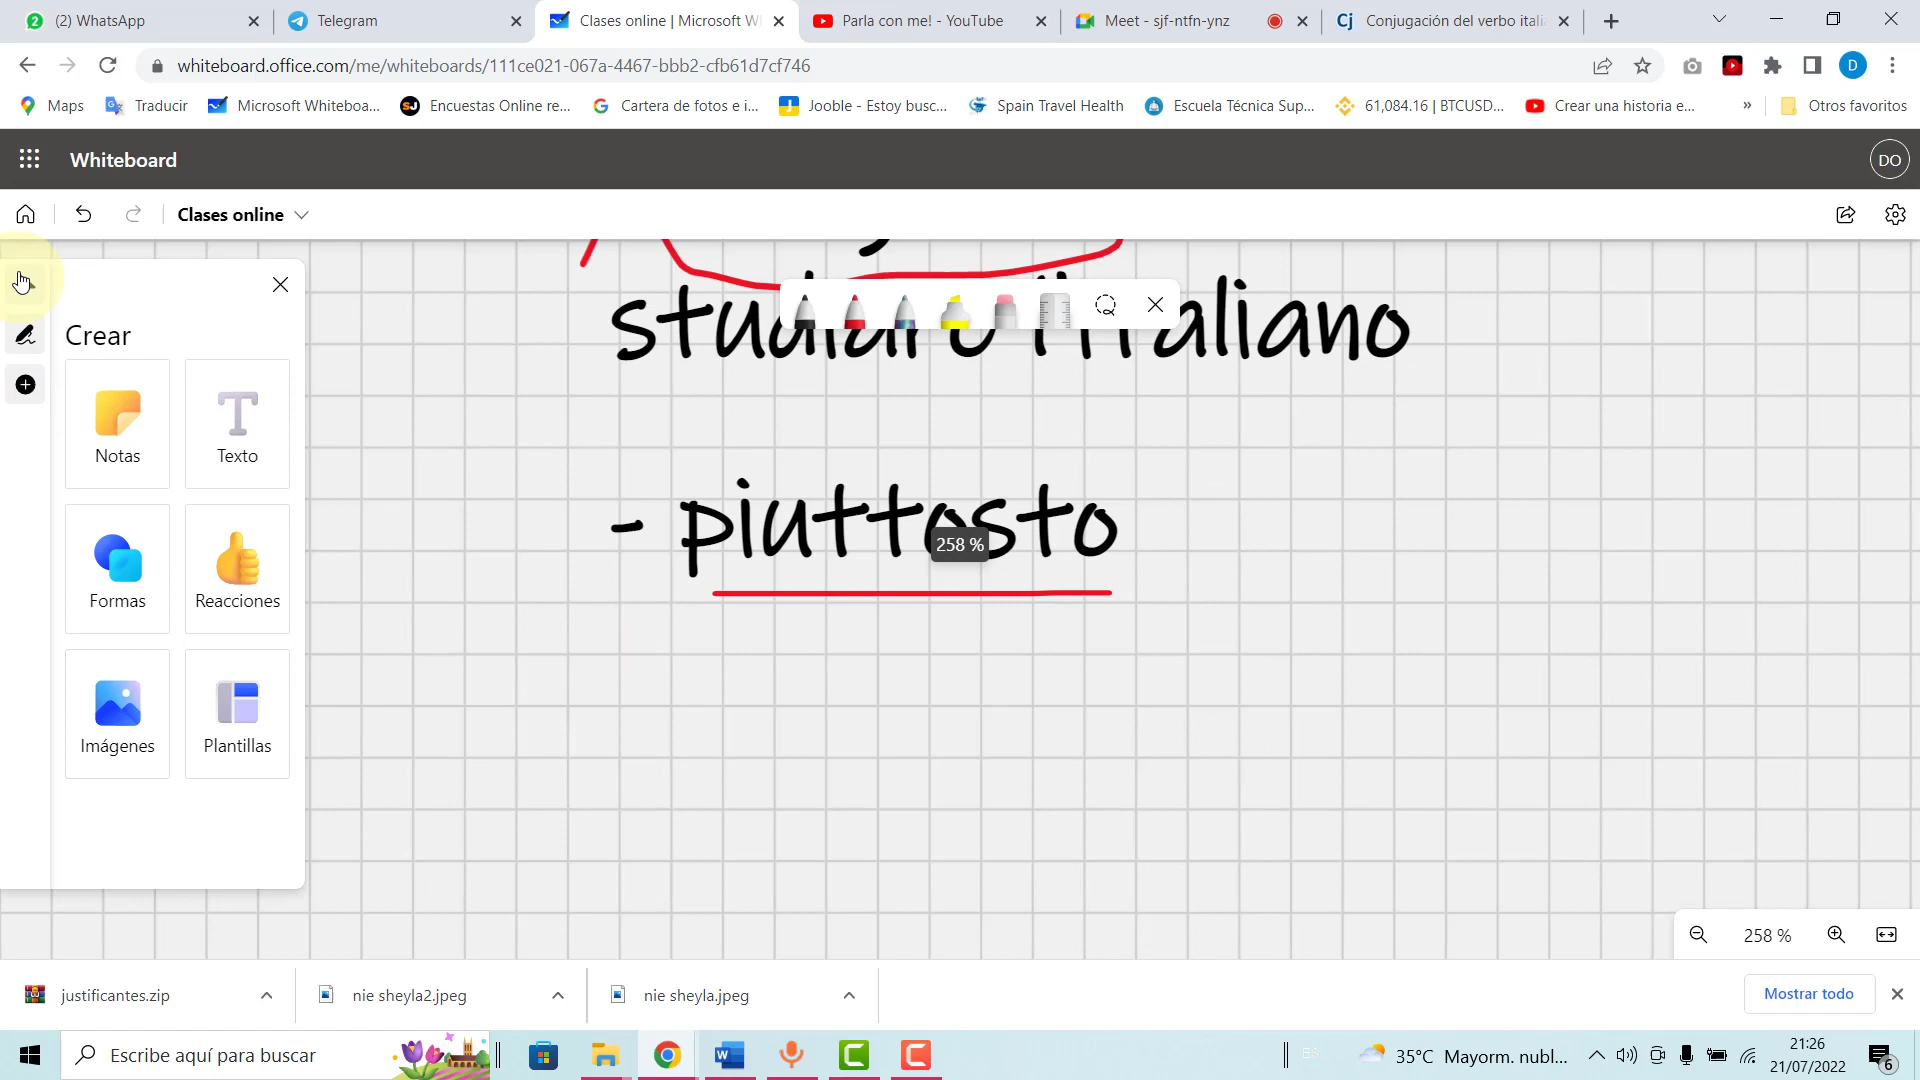 (2) WhatsApp
Telegram
Clases online | Microsoft W
Parla con me! - YouTube
Meet - sjf-ntfn-ynz
Cj Conjugación del verbo itali
whiteboard.office.com/me/whiteboards/111ce021-067a-4467-bbb2-cfb61d7cf746
D
Maps
Traducir
Microsoft Whiteboa...
Encuestas Online re...
Cartera de fotos e i...
Jooble - Estoy busc...
Spain Travel Health
Escuela Técnica Sup...
61,084.16 | BTCUSD...
Crear una historia e...
» Otros favoritos
Whiteboard
DO
Clases online
studiare l'italiano
- piuttosto
258 %
Crear
Notas
Texto
Formas
Reacciones
Imágenes
Plantillas
258 %
justificantes.zip
nie sheyla2.jpeg
nie sheyla.jpeg
Mostrar todo
Escribe aquí para buscar
35°C Mayorm. nubl...
21:26
21/07/2022
6